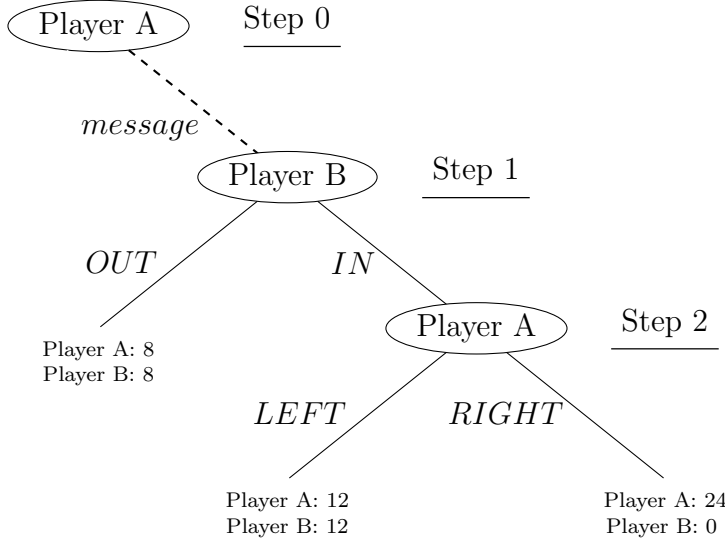 Player A
Step 0
message
Player B
Step 1
OUT
IN
Player A
Step 2
Player A: 8
Player B: 8
LEFT
RIGHT
Player A: 12
Player B: 12
Player A: 24
Player B: 0